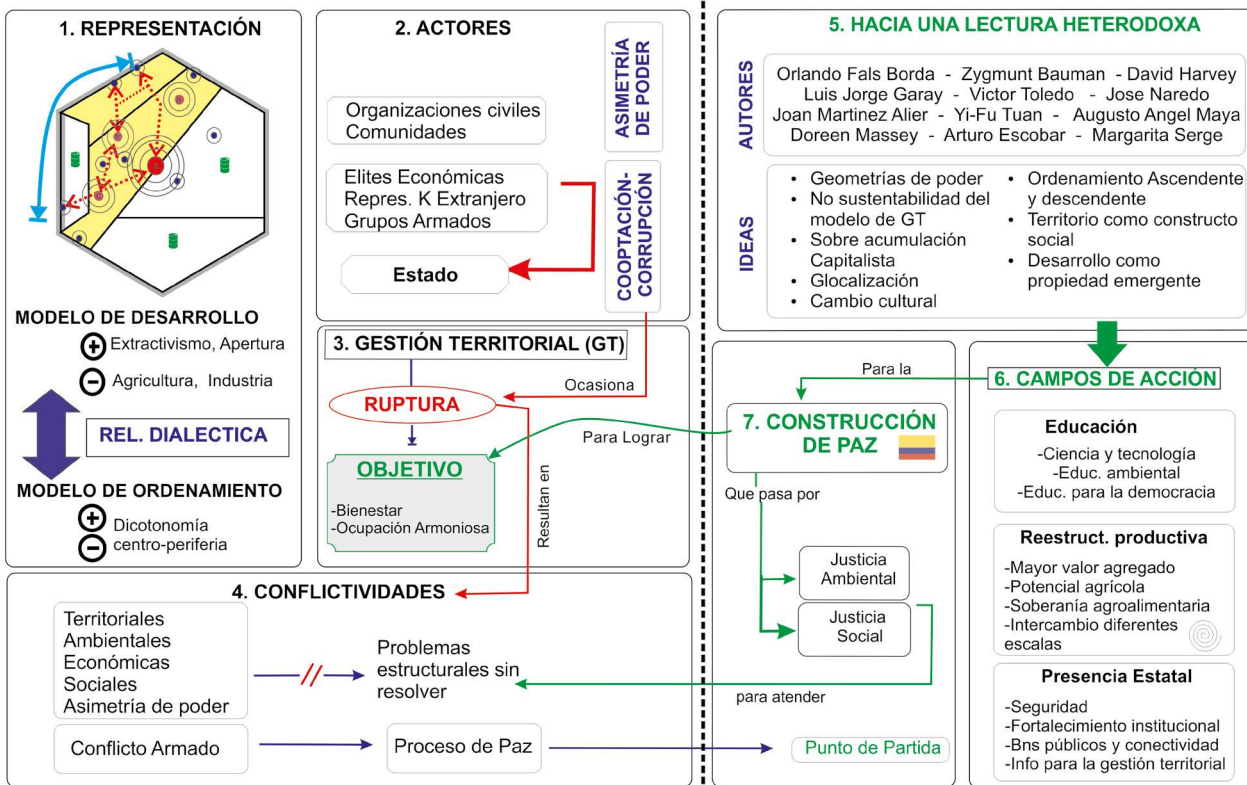 1. REPRESENTACIÓN
MODELO DE DESARROLLO
+ Extractivismo, Apertura
- Agricultura, Industria
REL. DIALECTICA
MODELO DE ORDENAMIENTO
+
-
Dicotonomía
centro-periferia
2. ACTORES
Organizaciones civiles
Comunidades
Elites Económicas
Repres. K Extranjero
Grupos Armados
Estado
ASIMETRÍA
DE PODER
COOPTACIÓN-
CORRUPCIÓN
3. GESTIÓN TERRITORIAL (GT)
Ocasiona
RUPTURA
Para Lograr
OBJETIVO
-Bienestar
-Ocupación Armoniosa
Resultan en
4. CONFLICTIVIDADES
Territoriales
Ambientales
Económicas
Sociales
Asimetría de poder
Problemas
estructurales sin
resolver
Conflicto Armado
Proceso de Paz
5. HACIA UNA LECTURA HETERODOXA
AUTORES
Orlando Fals Borda - Zygmunt Bauman - David Harvey
Luis Jorge Garay - Victor Toledo - Jose Naredo
Joan Martinez Alier - Yi-Fu Tuan - Augusto Angel Maya
Doreen Massey - Arturo Escobar - Margarita Serge
IDEAS
• Geometrías de poder
• No sustentabilidad del
modelo de GT
• Sobre acumulación
Capitalista
• Glocalización
• Cambio cultural
• Ordenamiento Ascendente
y descendente
• Territorio como constructo
social
• Desarrollo como
propiedad emergente
6. CAMPOS DE ACCIÓN
Para la
Educación
-Ciencia y tecnología
-Educ. ambiental
-Educ. para la democracia
Reestruct. productiva
-Mayor valor agregado
-Potencial agrícola
-Soberanía agroalimentaria
-Intercambio diferentes
escalas
Presencia Estatal
-Seguridad
-Fortalecimiento institucional
-Bns públicos y conectividad
-Info para la gestión territorial
7. CONSTRUCCIÓN
DE PAZ
Que pasa por
Justicia
Ambiental
Justicia
Social
para atender
Punto de Partida